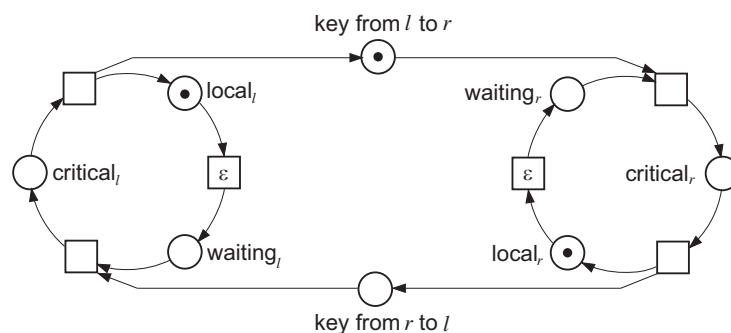 key from l to r
local_l
waiting_r
critical_l
ε
ε
critical_r
waiting_l
local_r
key from r to l